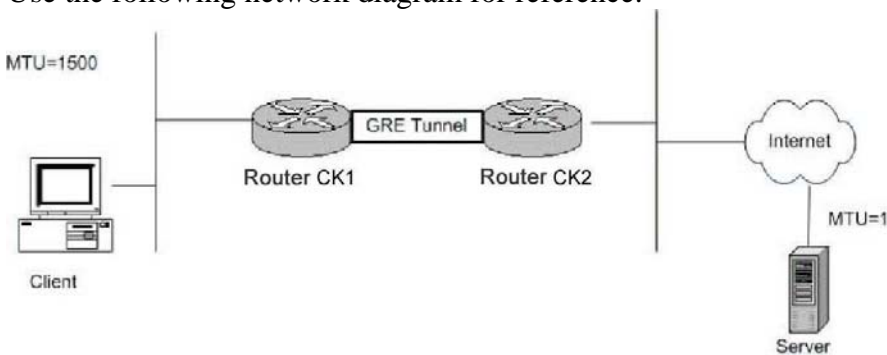 Use the following network diagram for reference:
MTU=1500
GRE Tunnel
Internet
Router CK1
Router CK2
MTU=1
Client
Server